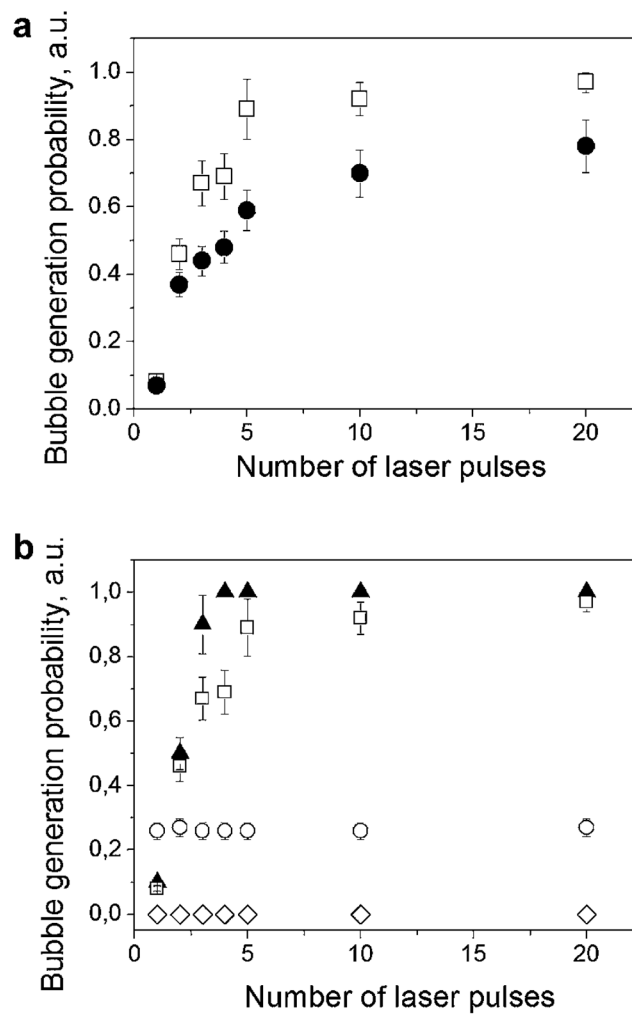 a
Bubble generation probability, a.u.
1.0
0.8
0.6
0.4
0.2
0.0
0 5 10 15 20
Number of laser pulses
b
Bubble generation probability, a.u.
1,0
0,8
0,6
0,4
0,2
0,0
0 5 10 15 20
Number of laser pulses